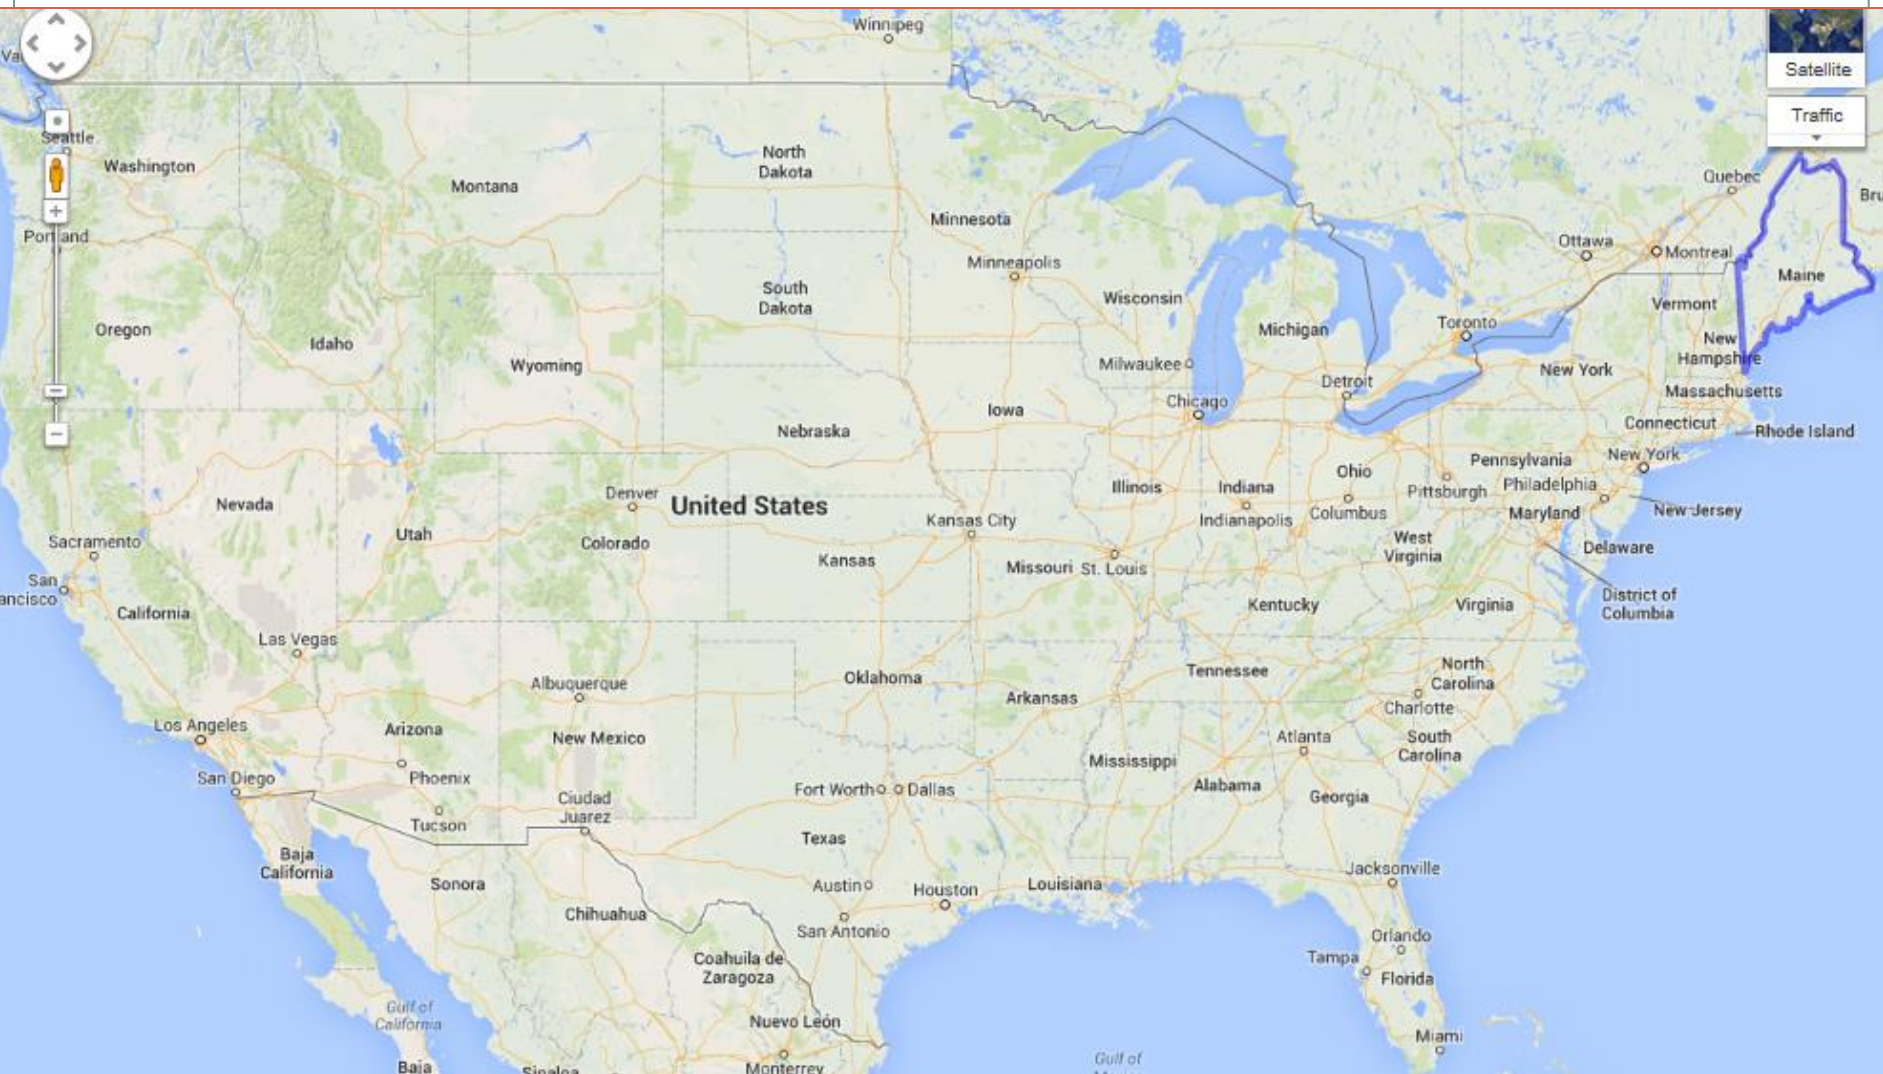 Winnipeg
Satellite
Traffic
Seattle
Washington
Montana
North
Dakota
Minnesota
Minneapolis
Quebec
Bru
Ottawa
Montreal
Maine
Portland
South
Dakota
Wisconsin
Michigan
Vermont
New
Hampshire
Toronto
Oregon
Idaho
Wyoming
Milwaukee
Detroit
New York
Massachusetts
Chicago
Iowa
Nebraska
Connecticut
Rhode Island
Pennsylvania
New York
Ohio
Illinois
Indiana
Pittsburgh
Philadelphia
Denver
United States
Nevada
Utah
Colorado
Kansas City
Indianapolis
Columbus
Maryland
New Jersey
Sacramento
West
Virginia
Delaware
Kansas
Missouri
St. Louis
San
ancisco
California
Kentucky
Virginia
District of
Columbia
Las Vegas
Albuquerque
Oklahoma
Arkansas
Tennessee
North
Carolina
Charlotte
Los Angeles
Arizona
New Mexico
Atlanta
South
Carolina
Mississippi
San Diego
Phoenix
Fort Worth
Dallas
Alabama
Georgia
Ciudad
Juarez
Tucson
Texas
Baja
California
Sonora
Chihuahua
Austin
Houston
Louisiana
Jacksonville
San Antonio
Orlando
Tampa
Florida
Coahuila de
Zaragoza
Gulf of
California
Nuevo León
Miami
Gulf of
Baja
Sinaloa
Monterrey